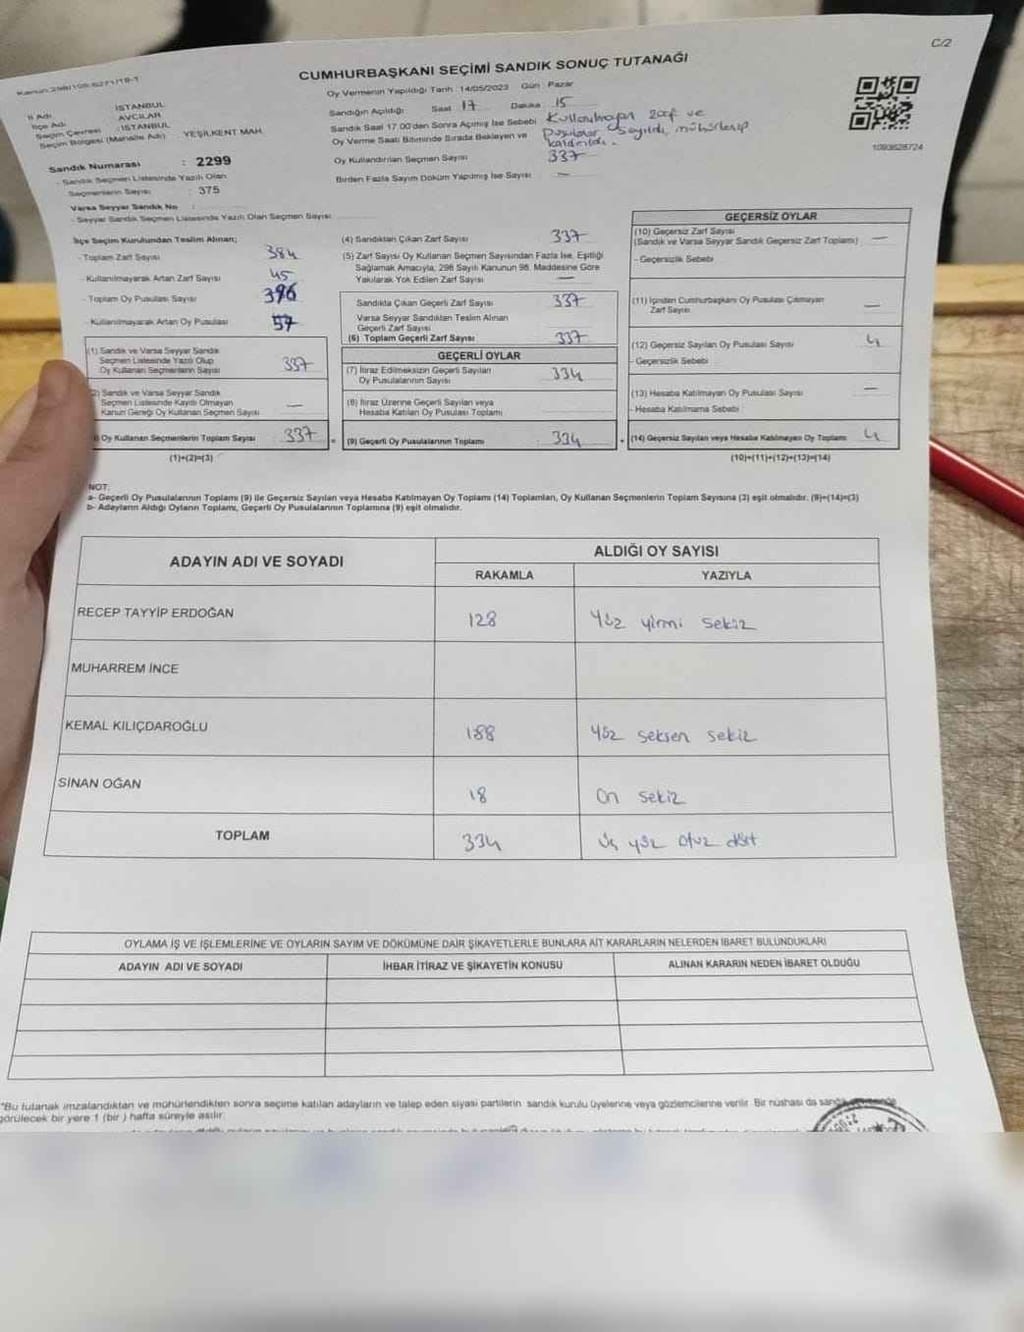 C/2
CUMHURBAŞKANI SEÇİMİ SANDIK SONUÇ TUTANAĞI
İl Adı : İSTANBUL
İlçe Adı : AVCILAR
Seçim Çevresi : İSTANBUL
Seçim Bölgesi (Mahalle Adı) YEŞİLKENT MAH.
Sandık Numarası : 2299
- Sandık Seçmen Listesinde Yazılı Olan
Seçmenlerin Sayısı : 375
Varsa Seyyar Sandık No :
- Seyyar Sandık Seçmen Listesinde Yazılı Olan Seçmen Sayısı
Oy Vermenin Yapıldığı Tarih 14/05/2023 Gün Pazar
Sandığın Açıldığı Saat 17 Dakika 15
Sandık Saat 17.00'den Sonra Açılmış İse Sebebi Kullanılmayan zarf ve
Oy Verme Saati Bitiminde Sırada Bekleyen ve pusulalar sayıldı, mühürlenip
kaldırıldı.
Oy Kullandırılan Seçmen Sayısı 337
Birden Fazla Sayım Döküm Yapılmış İse Sayısı —
1093628724
İlçe Seçim Kurulundan Teslim Alınan;
- Toplam Zarf Sayısı 384
- Kullanılmayarak Artan Zarf Sayısı 45
- Toplam Oy Pusulası Sayısı 396
- Kullanılmayarak Artan Oy Pusulası 57
(1) Sandık ve Varsa Seyyar Sandık
Seçmen Listesinde Yazılı Olup
Oy Kullanan Seçmenlerin Sayısı 337
2) Sandık ve Varsa Seyyar Sandık
Seçmen Listesinde Kayıtlı Olmayan
Kanun Gereği Oy Kullanan Seçmen Sayısı —
) Oy Kullanan Seçmenlerin Toplam Sayısı 337
(1)+(2)=(3)
(4) Sandıktan Çıkan Zarf Sayısı 337
(5) Zarf Sayısı Oy Kullanan Seçmen Sayısından Fazla İse, Eşitliği
Sağlamak Amacıyla, 298 Sayılı Kanunun 98. Maddesine Göre
Yakılarak Yok Edilen Zarf Sayısı —
Sandıkta Çıkan Geçerli Zarf Sayısı 337
Varsa Seyyar Sandıktan Teslim Alınan
Geçerli Zarf Sayısı
(6) Toplam Geçerli Zarf Sayısı 337
GEÇERLİ OYLAR
(7) İtiraz Edilmeksizin Geçerli Sayılan
Oy Pusulalarının Sayısı 334
(8) İtiraz Üzerine Geçerli Sayılan veya
Hesaba Katılan Oy Pusulası Toplamı
= (9) Geçerli Oy Pusulalarının Toplamı : 334
GEÇERSİZ OYLAR
(10) Geçersiz Zarf Sayısı —
(Sandık ve Varsa Seyyar Sandık Geçersiz Zarf Toplamı)
- Geçersizlik Sebebi
(11) İçinden Cumhurbaşkanı Oy Pusulası Çıkmayan
Zarf Sayısı —
(12) Geçersiz Sayılan Oy Pusulası Sayısı 4
- Geçersizlik Sebebi
(13) Hesaba Katılmayan Oy Pusulası Sayısı —
- Hesaba Katılmama Sebebi
+ (14) Geçersiz Sayılan veya Hesaba Katılmayan Oy Toplamı 4
(10)+(11)+(12)+(13)=(14)
NOT:
a- Geçerli Oy Pusulalarının Toplamı (9) ile Geçersiz Sayılan veya Hesaba Katılmayan Oy Toplamı (14) Toplamları, Oy Kullanan Seçmenlerin Toplam Sayısına (3) eşit olmalıdır. (9)+(14)=(3)
b- Adayların Aldığı Oyların Toplamı, Geçerli Oy Pusulalarının Toplamına (9) eşit olmalıdır.
ADAYIN ADI VE SOYADI
ALDIĞI OY SAYISI
RAKAMLA YAZIYLA
RECEP TAYYİP ERDOĞAN 128 Yüz yirmi sekiz
MUHARREM İNCE
KEMAL KILIÇDAROĞLU 188 Yüz seksen sekiz
SİNAN OĞAN 18 On sekiz
TOPLAM 334 Üç yüz otuz dört
OYLAMA İŞ VE İŞLEMLERİNE VE OYLARIN SAYIM VE DÖKÜMÜNE DAİR ŞİKAYETLERLE BUNLARA AİT KARARLARIN NELERDEN İBARET BULUNDUKLARI
ADAYIN ADI VE SOYADI İHBAR İTİRAZ VE ŞİKAYETİN KONUSU ALINAN KARARIN NEDEN İBARET OLDUĞU
"Bu tutanak imzalandıktan ve mühürlendikten sonra seçime katılan adayların ve talep eden siyasi partilerin sandık kurulu üyelerine veya gözlemcilerine verilir. Bir nüshası da
görülecek bir yere 1 (bir ) hafta süreyle asılır.